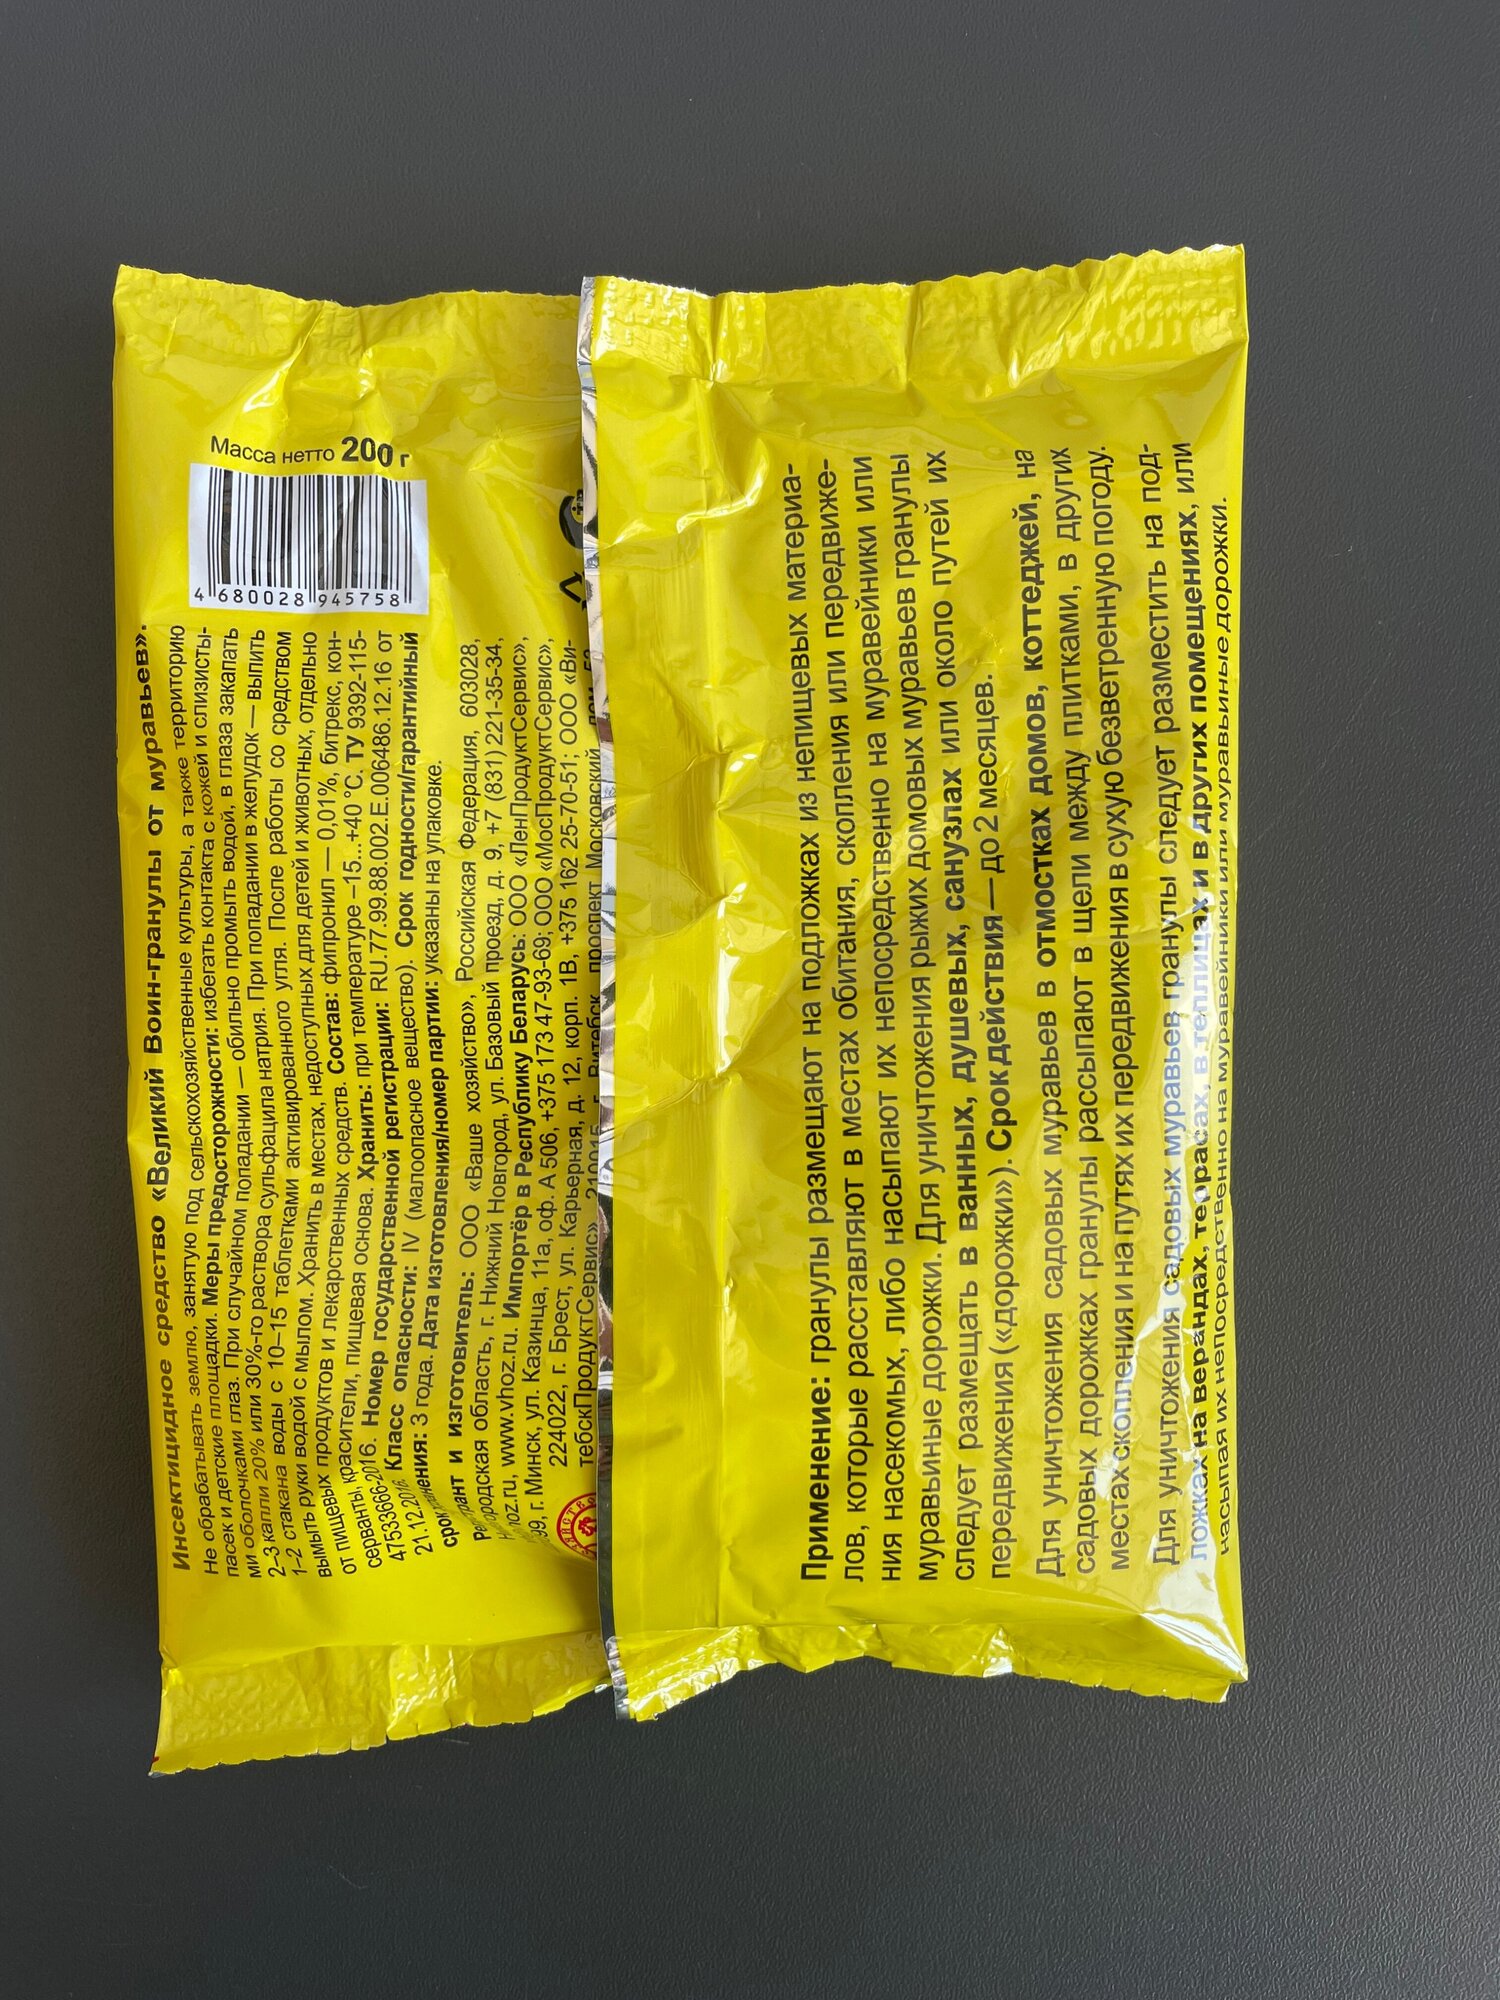 Инсектицидное средство «Великий Воин-гранулы от муравьев».
Не обрабатывать землю, занятую под сельскохозяйственные культуры, а также территорию
пасек и детские площадки. Меры предосторожности: избегать контакта с кожей и слизисты-
ми оболочками глаз. При случайном попадании — обильно промыть водой, в глаза закапать
2–3 капли 20% или 30%-го раствора сульфацила натрия. При попадании в желудок — выпить
1–2 стакана воды с 10–15 таблетками активированного угля. После работы со средством
вымыть руки водой с мылом. Хранить в местах, недоступных для детей и животных, отдельно
от пищевых продуктов и лекарственных средств. Состав: фипронил — 0,01%, битрекс, кон-
серванты, красители, пищевая основа. Хранить: при температуре –15...+40 °С. ТУ 9392-115-
47533666-2016. Номер государственной регистрации: RU.77.99.88.002.Е.006486.12.16 от
21.12.2016. Класс опасности: IV (малоопасное вещество). Срок годности/гарантийный
срок хранения: 3 года. Дата изготовления/номер партии: указаны на упаковке.
и изготовитель: ООО «Ваше хозяйство», Российская Федерация, 603028,
область, г. Нижний Новгород, ул. Базовый проезд, д. 9, +7 (831) 221-35-34,
www.vhoz.ru. Импортёр в Республику Беларусь: ООО «ЛенПродуктСервис»,
г. Минск, ул. Казинца, 11а, оф. А 506, +375 173 47-93-69; ООО «МосПродуктСервис»,
224022, г. Брест, ул. Карьерная, д. 12, корп. 1В, +375 162 25-70-51; ООО «Ви-
тебскПродуктСервис», 210015, г. Витебск, проспект Московский
Масса нетто 200 г
4 680028 945758
Применение: гранулы размещают на подложках из непищевых материа-
лов, которые расставляют в местах обитания, скопления или передвиже-
ния насекомых, либо насыпают их непосредственно на муравейники или
муравьиные дорожки. Для уничтожения рыжих домовых муравьев гранулы
следует размещать в ванных, душевых, санузлах или около путей их
передвижения («дорожки»). Срок действия — до 2 месяцев.
Для уничтожения садовых муравьев в отмостках домов, коттеджей, на
садовых дорожках гранулы рассыпают в щели между плитками, в других
местах скопления и на путях их передвижения в сухую безветренную погоду.
Для уничтожения садовых муравьев гранулы следует разместить на под-
ложках на верандах, террасах, в теплицах и в других помещениях, или
насыпая их непосредственно на муравейники или муравьиные дорожки.